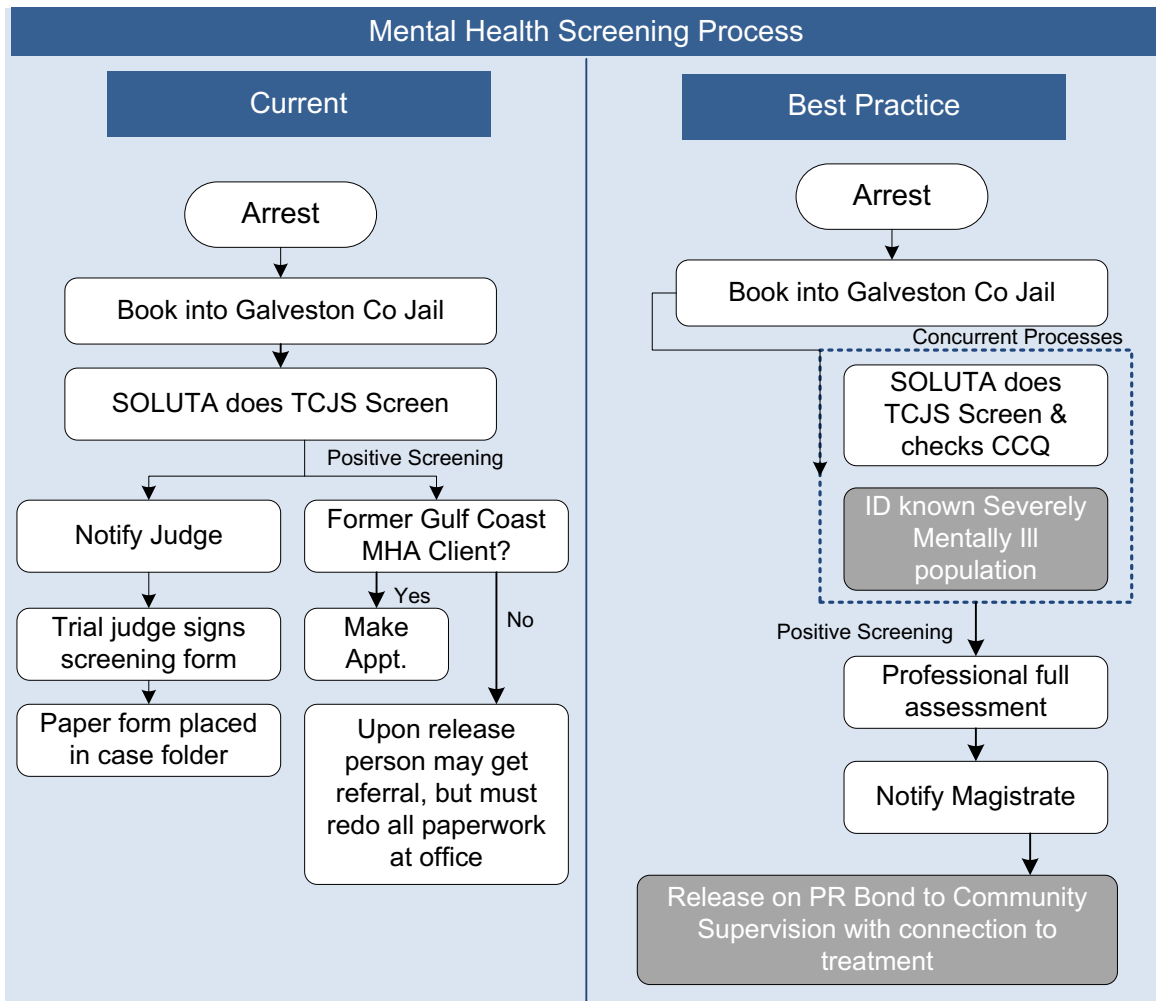 Mental Health Screening Process
Current
Arrest
Book into Galveston Co Jail
SOLUTA does TCJS Screen
Positive Screening
Notify Judge
Former Gulf Coast
MHA Client?
Yes
No
Trial judge signs
screening form
Make
Appt.
Paper form placed
in case folder
Upon release
person may get
referral, but must
redo all paperwork
at office
Best Practice
Arrest
Book into Galveston Co Jail
Concurrent Processes
SOLUTA does
TCJS Screen &
checks CCQ
ID known Severely
Mentally Ill
population
Positive Screening
Professional full
assessment
Notify Magistrate
Release on PR Bond to Community
Supervision with connection to
treatment